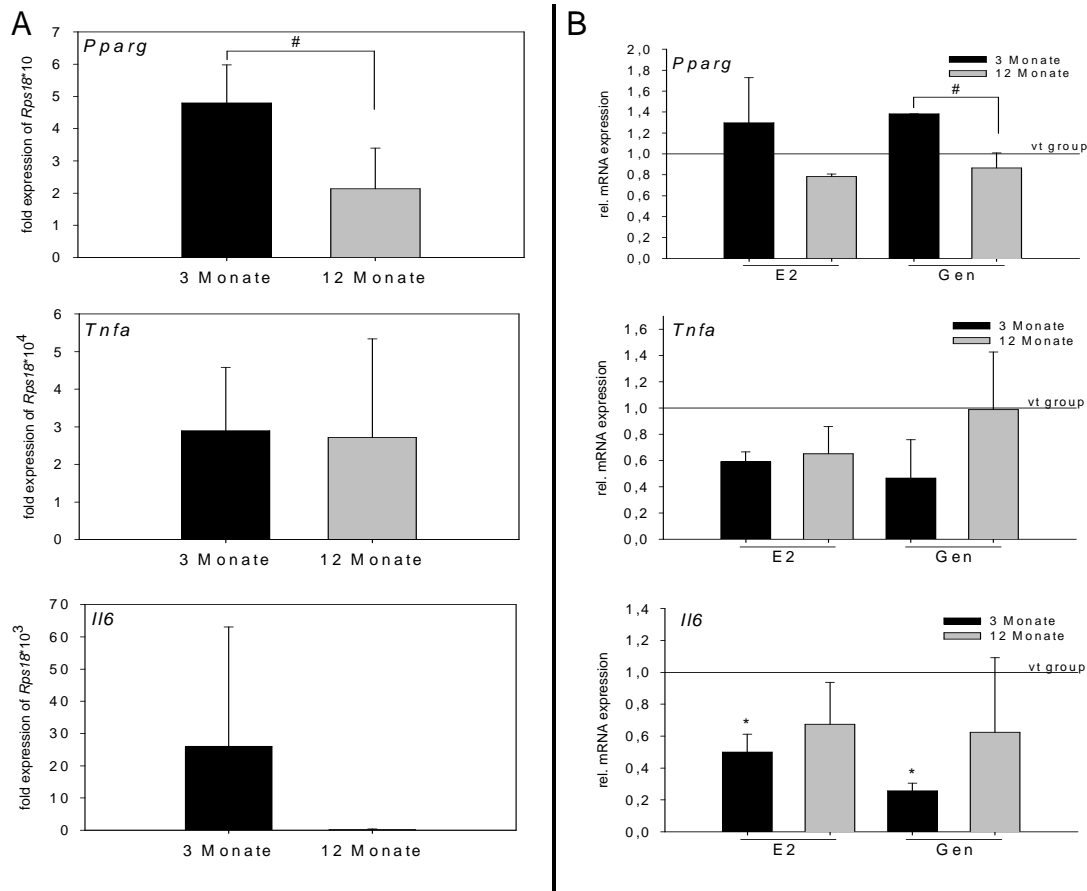 A
Pparg
#
7
6
5
4
3
2
1
0
fold expression of Rps18*10
3 Monate 12 Monate
Tnfa
6
5
4
3
2
1
0
fold expression of Rps18*10^4
3 Monate 12 Monate
Il6
70
60
50
40
30
20
10
0
fold expression of Rps18*10^3
3 Monate 12 Monate
B
Pparg
3 Monate
12 Monate
#
vt group
2,0
1,8
1,6
1,4
1,2
1,0
0,8
0,6
0,4
0,2
0,0
rel. mRNA expression
E2 Gen
Tnfa
3 Monate
12 Monate
vt group
1,6
1,4
1,2
1,0
0,8
0,6
0,4
0,2
0,0
rel. mRNA expression
E2 Gen
Il6
3 Monate
12 Monate
vt group
1,4
1,2
1,0
0,8
0,6
0,4
0,2
0,0
rel. mRNA expression
* *
E2 Gen